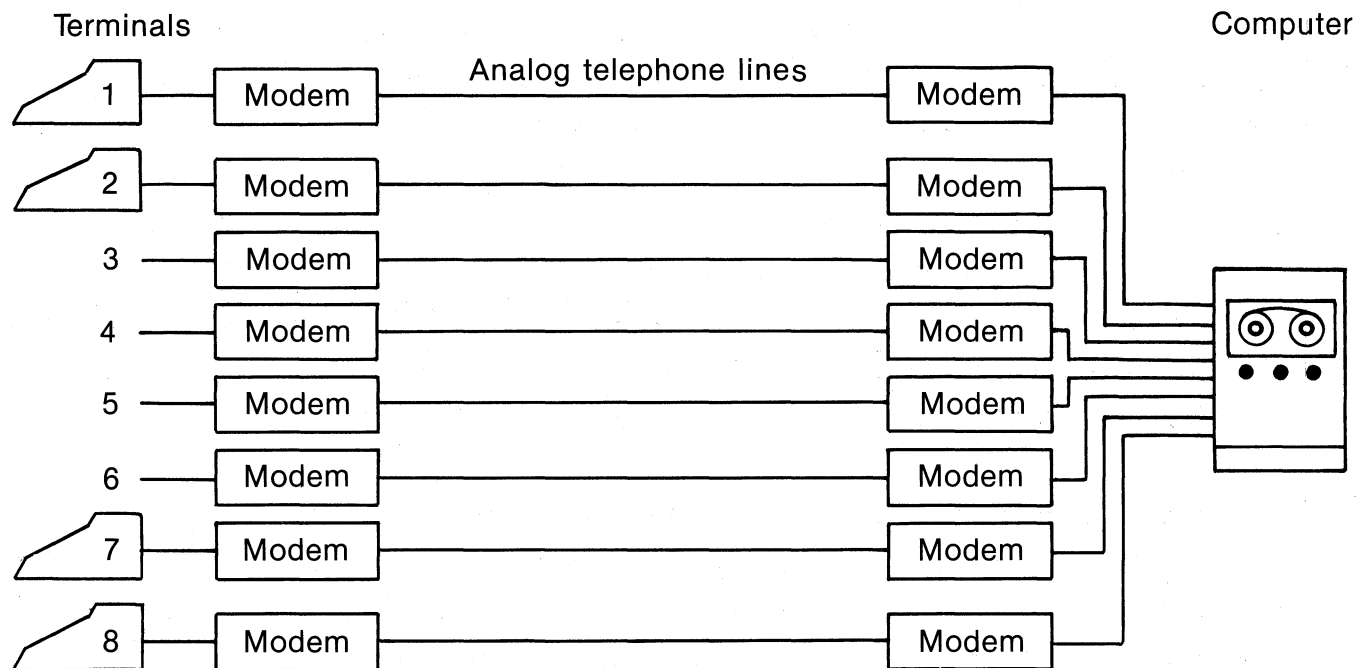 Terminals
Computer
Analog telephone lines
1 Modem Modem
2 Modem Modem
3 Modem Modem
4 Modem Modem
5 Modem Modem
6 Modem Modem
7 Modem Modem
8 Modem Modem